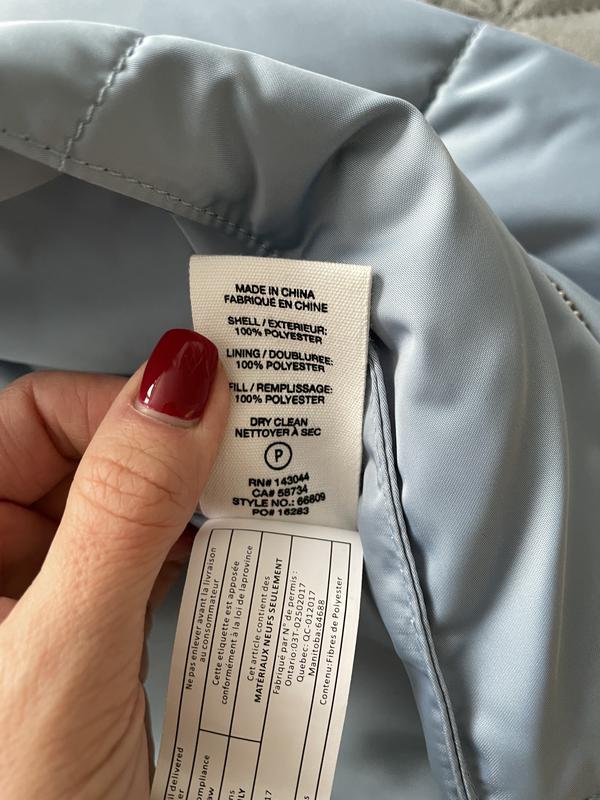 MADE IN CHINA
FABRIQUÉ EN CHINE
SHELL / EXTERIEUR:
100% POLYESTER
LINING / DOUBLUREE:
100% POLYESTER
FILL / REMPLISSAGE:
100% POLYESTER
DRY CLEAN
NETTOYER À SEC
P
RN# 143044
CA# 58734
STYLE NO.: 66809
PO# 16283
Ne pas enlever avant la livraison
au consommateur
Cette etiquette est apposée
conformément à la loi de laprovince
Cet article contient des
MATÉRIAUX NEUFS SEULEMENT
Fabriqué par N° de permis :
Ontario:03T-02502017
Quebec: QC-012017
Manitoba:64688
Contenu:Fibres de Polyester
delivered